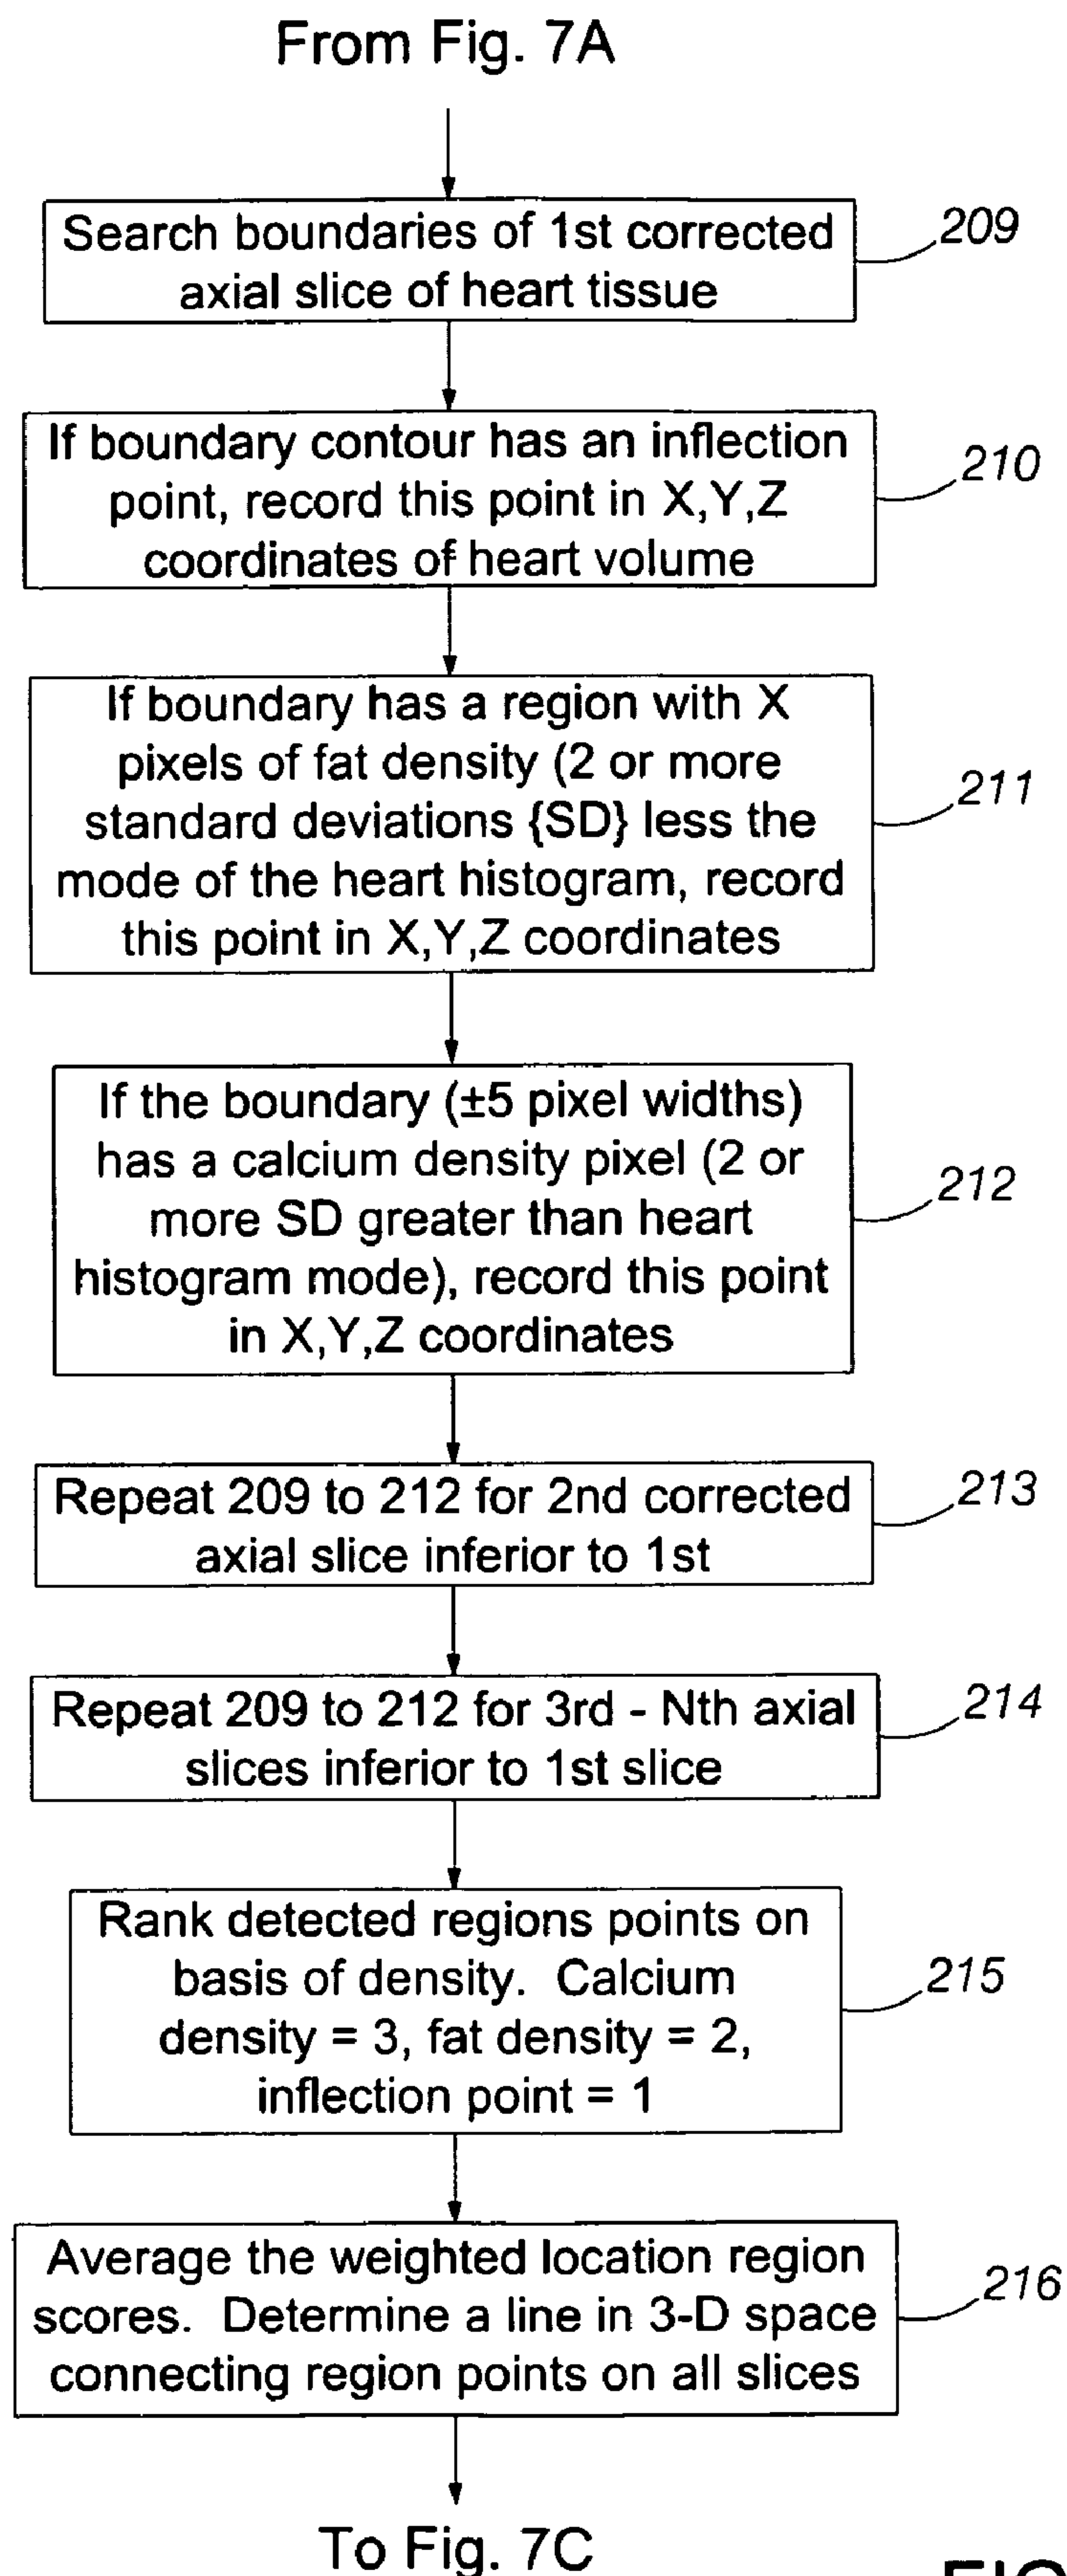 From Fig. 7A
Search boundaries of 1st corrected
axial slice of heart tissue
209
If boundary contour has an inflection
point, record this point in X,Y,Z
coordinates of heart volume
210
If boundary has a region with X
pixels of fat density (2 or more
standard deviations {SD} less the
mode of the heart histogram, record
this point in X,Y,Z coordinates
211
If the boundary (±5 pixel widths)
has a calcium density pixel (2 or
more SD greater than heart
histogram mode), record this point
in X,Y,Z coordinates
212
Repeat 209 to 212 for 2nd corrected
axial slice inferior to 1st
213
Repeat 209 to 212 for 3rd - Nth axial
slices inferior to 1st slice
214
Rank detected regions points on
basis of density. Calcium
density = 3, fat density = 2,
inflection point = 1
215
Average the weighted location region
scores. Determine a line in 3-D space
connecting region points on all slices
216
To Fig. 7C